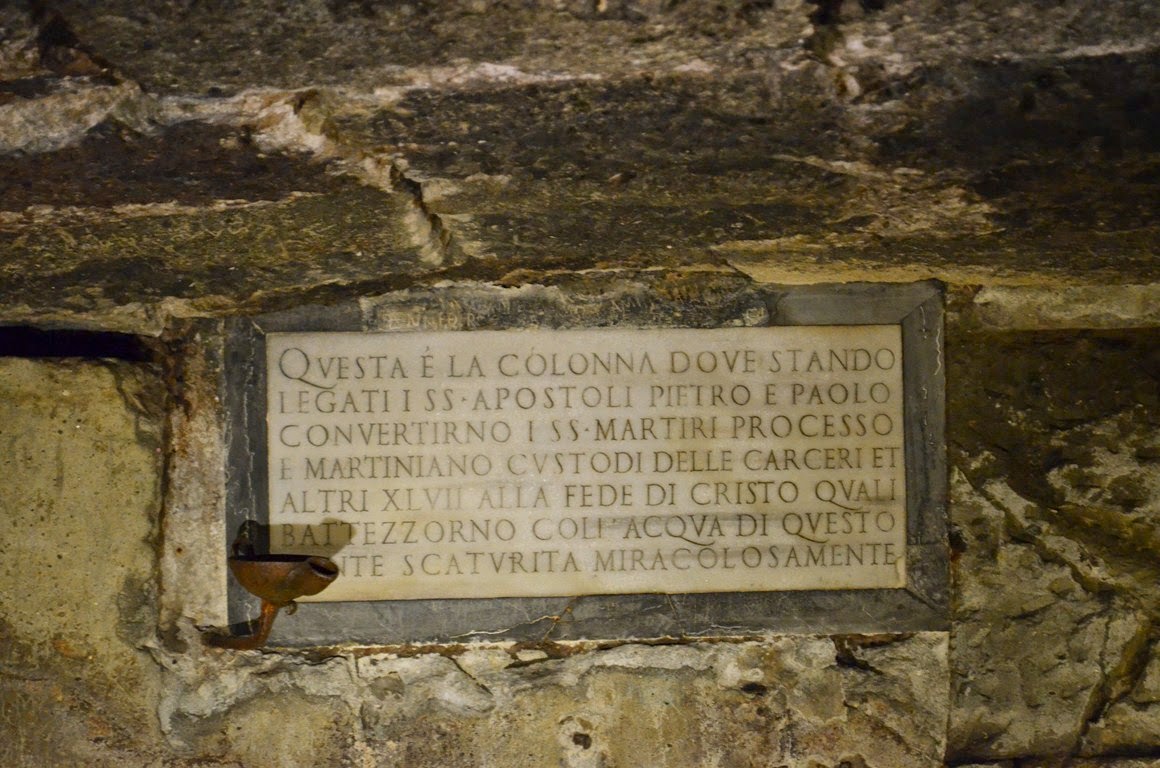 QVESTA É LA COLONNA DOVE STANDO
LEGATI I SS·APOSTOLI PIETRO E PAOLO
CONVERTIRNO I SS·MARTIRI PROCESSO
E MARTINIANO CVSTODI DELLE CARCERI ET
ALTRI XLVII ALLA FEDE DI CRISTO QVALI
BATTEZZORNO COLL'ACQVA DI QVESTO
NTE SCATVRITA MIRACOLOSAMENTE